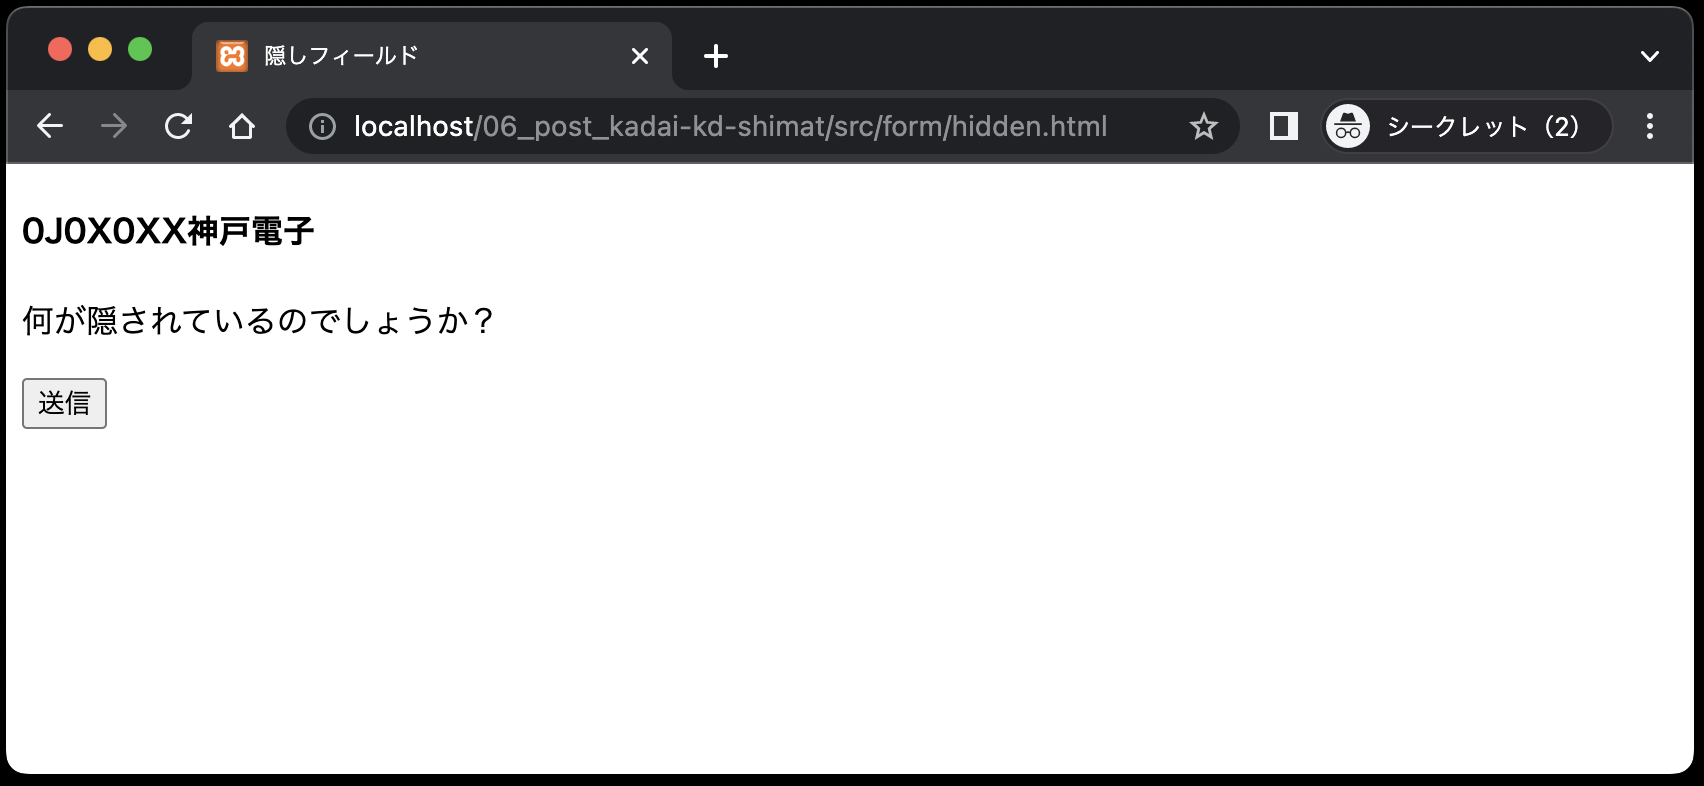 隠しフィールド
localhost/06_post_kadai-kd-shimat/src/form/hidden.html
シークレット（2）
0J0X0XX神戸電子
何が隠されているのでしょうか？
送信